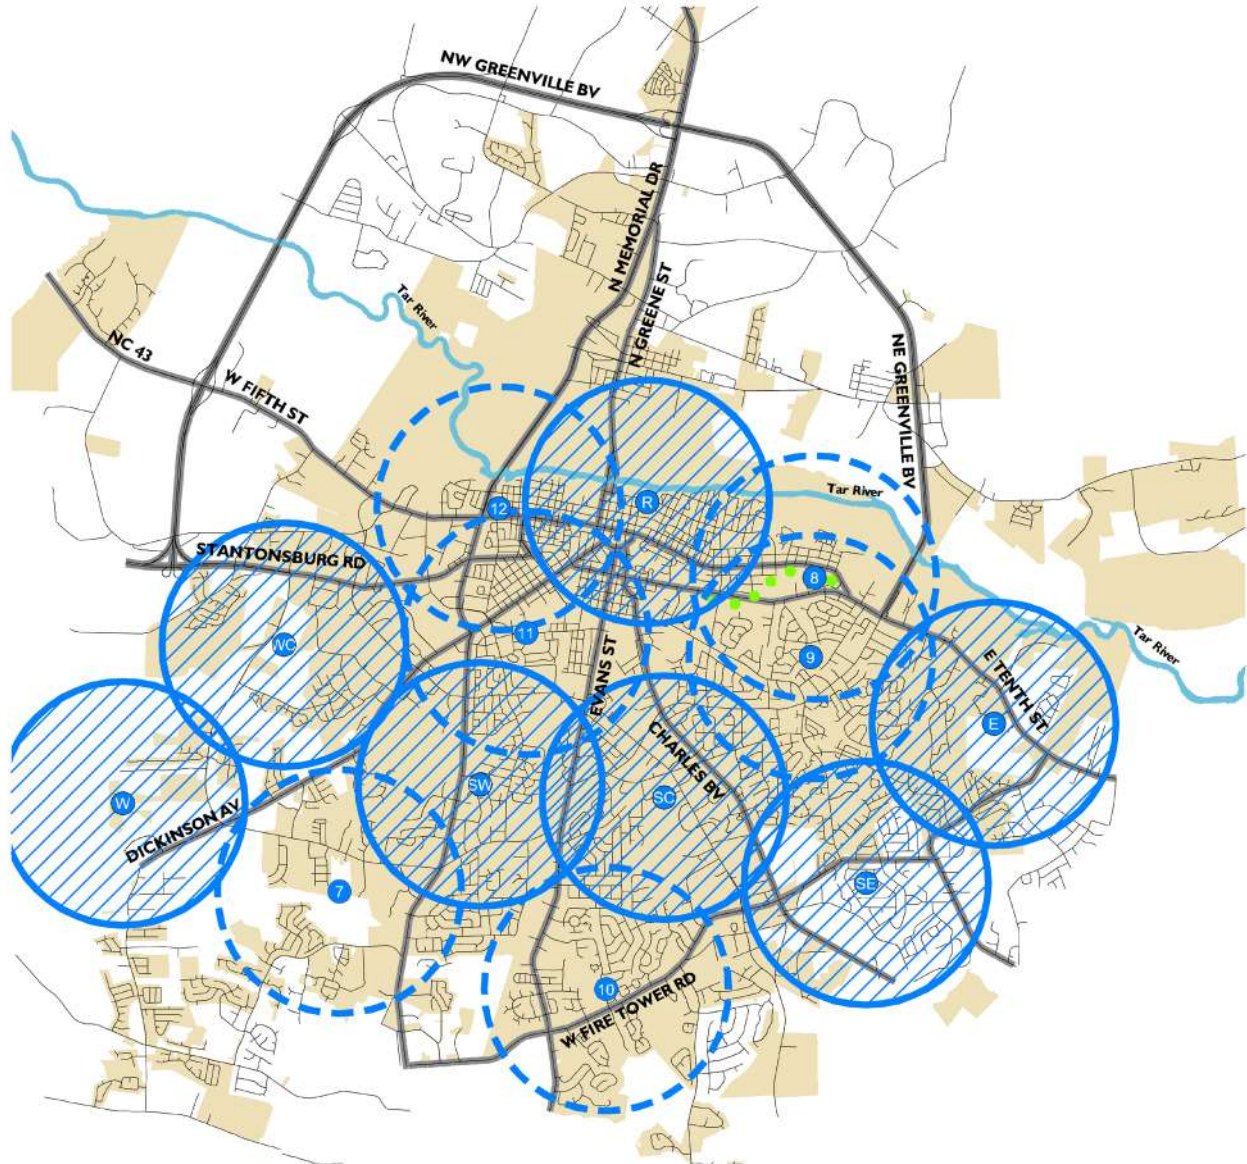 NW GREENVILLE BV
N MEMORIAL DR
N GREENE ST
Tar River
NC 43
W FIFTH ST
NE GREENVILLE BV
Tar River
12
R
STANTONSBURG RD
8
11
WC
9
Tar River
E TENTH ST
EVANS ST
E
CHARLES BV
SW
SC
W
DICKINSON AV
7
SE
10
W FIRE TOWER RD